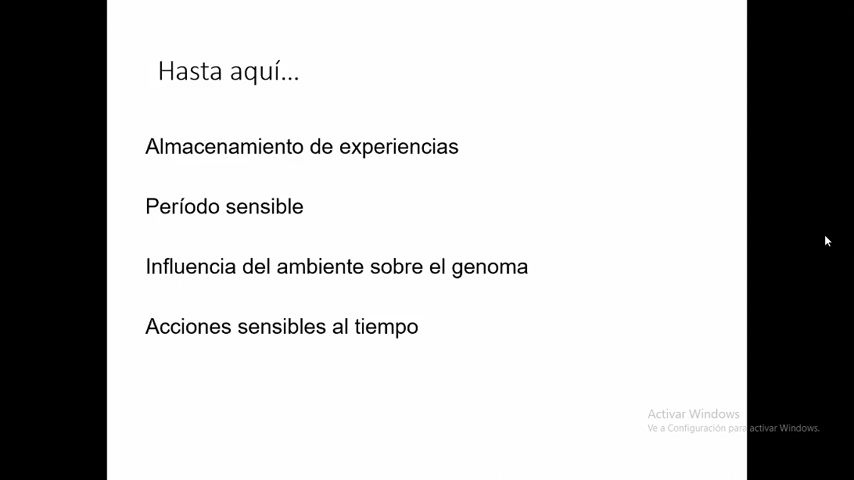 Hasta aquí...
Almacenamiento de experiencias
Período sensible
Influencia del ambiente sobre el genoma
Acciones sensibles al tiempo
Activar Windows
Ve a Configuración para activar Windows.